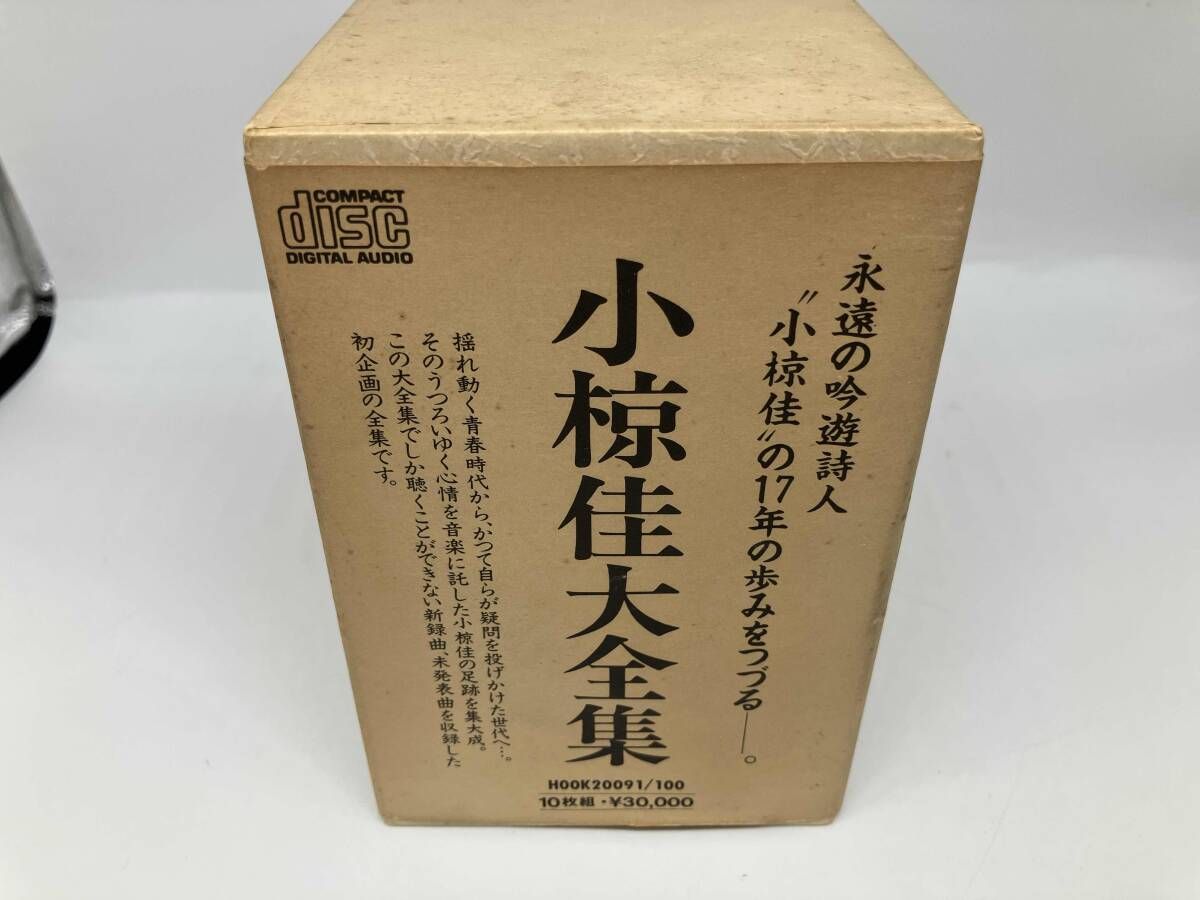 COMPACT
disc
DIGITAL AUDIO
永遠の吟遊詩人
〝小椋佳〟の17年の歩みをつづる——。
小椋佳大全集
揺れ動く青春時代から、かつて自らが疑問を投げかけた世代へ…。
そのうつろいゆく心情を音楽に託した小椋佳の足跡を集大成。
この大全集でしか聴くことができない新録曲、未発表曲を収録した
初企画の全集です。
H00K20091/100
10枚組・¥30,000